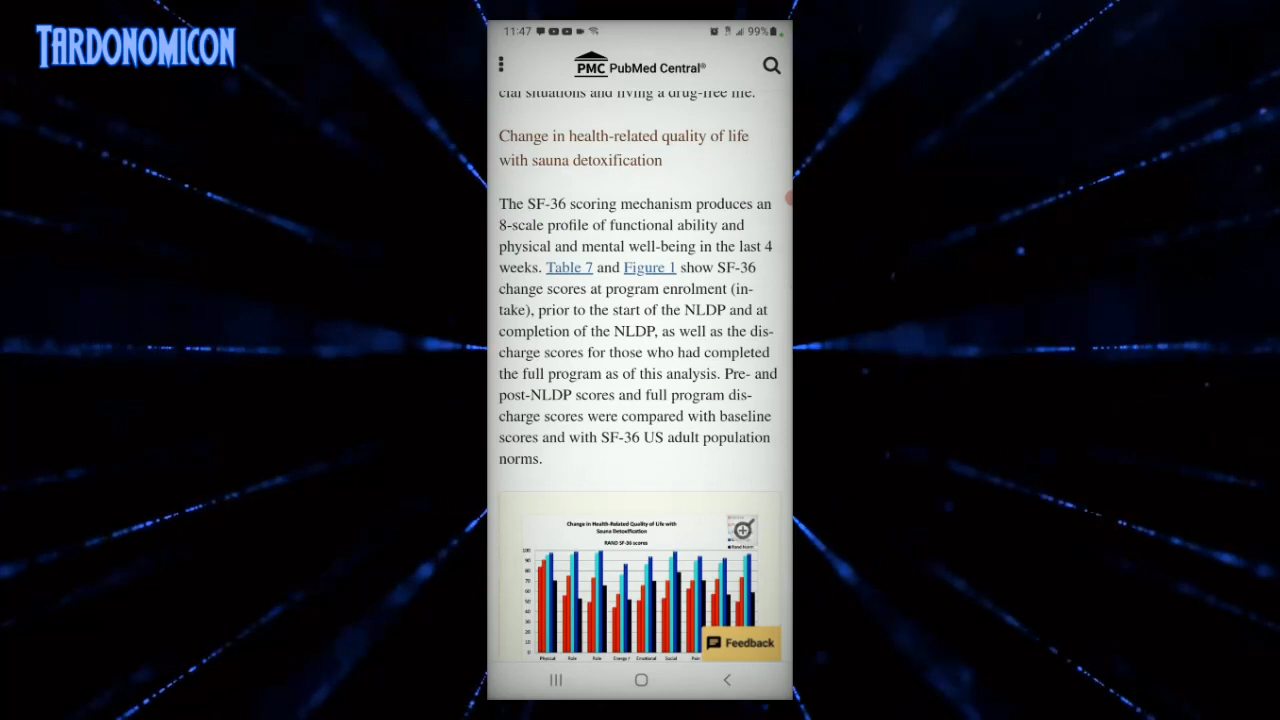 TARDONOMICON
11:47
99%
PMC PubMed Central®
cial situations and living a drug-free life.
Change in health-related quality of life
with sauna detoxification
The SF-36 scoring mechanism produces an
8-scale profile of functional ability and
physical and mental well-being in the last 4
weeks. Table 7 and Figure 1 show SF-36
change scores at program enrolment (in-
take), prior to the start of the NLDP and at
completion of the NLDP, as well as the dis-
charge scores for those who had completed
the full program as of this analysis. Pre- and
post-NLDP scores and full program dis-
charge scores were compared with baseline
scores and with SF-36 US adult population
norms.
Change in Health-Related Quality of Life with
Sauna Detoxification
RAND SF-36 scores
Rand Norm
100
90
80
70
60
50
40
30
20
10
0
Physical Role Role Energy / Emotional Social Pain
Feedback